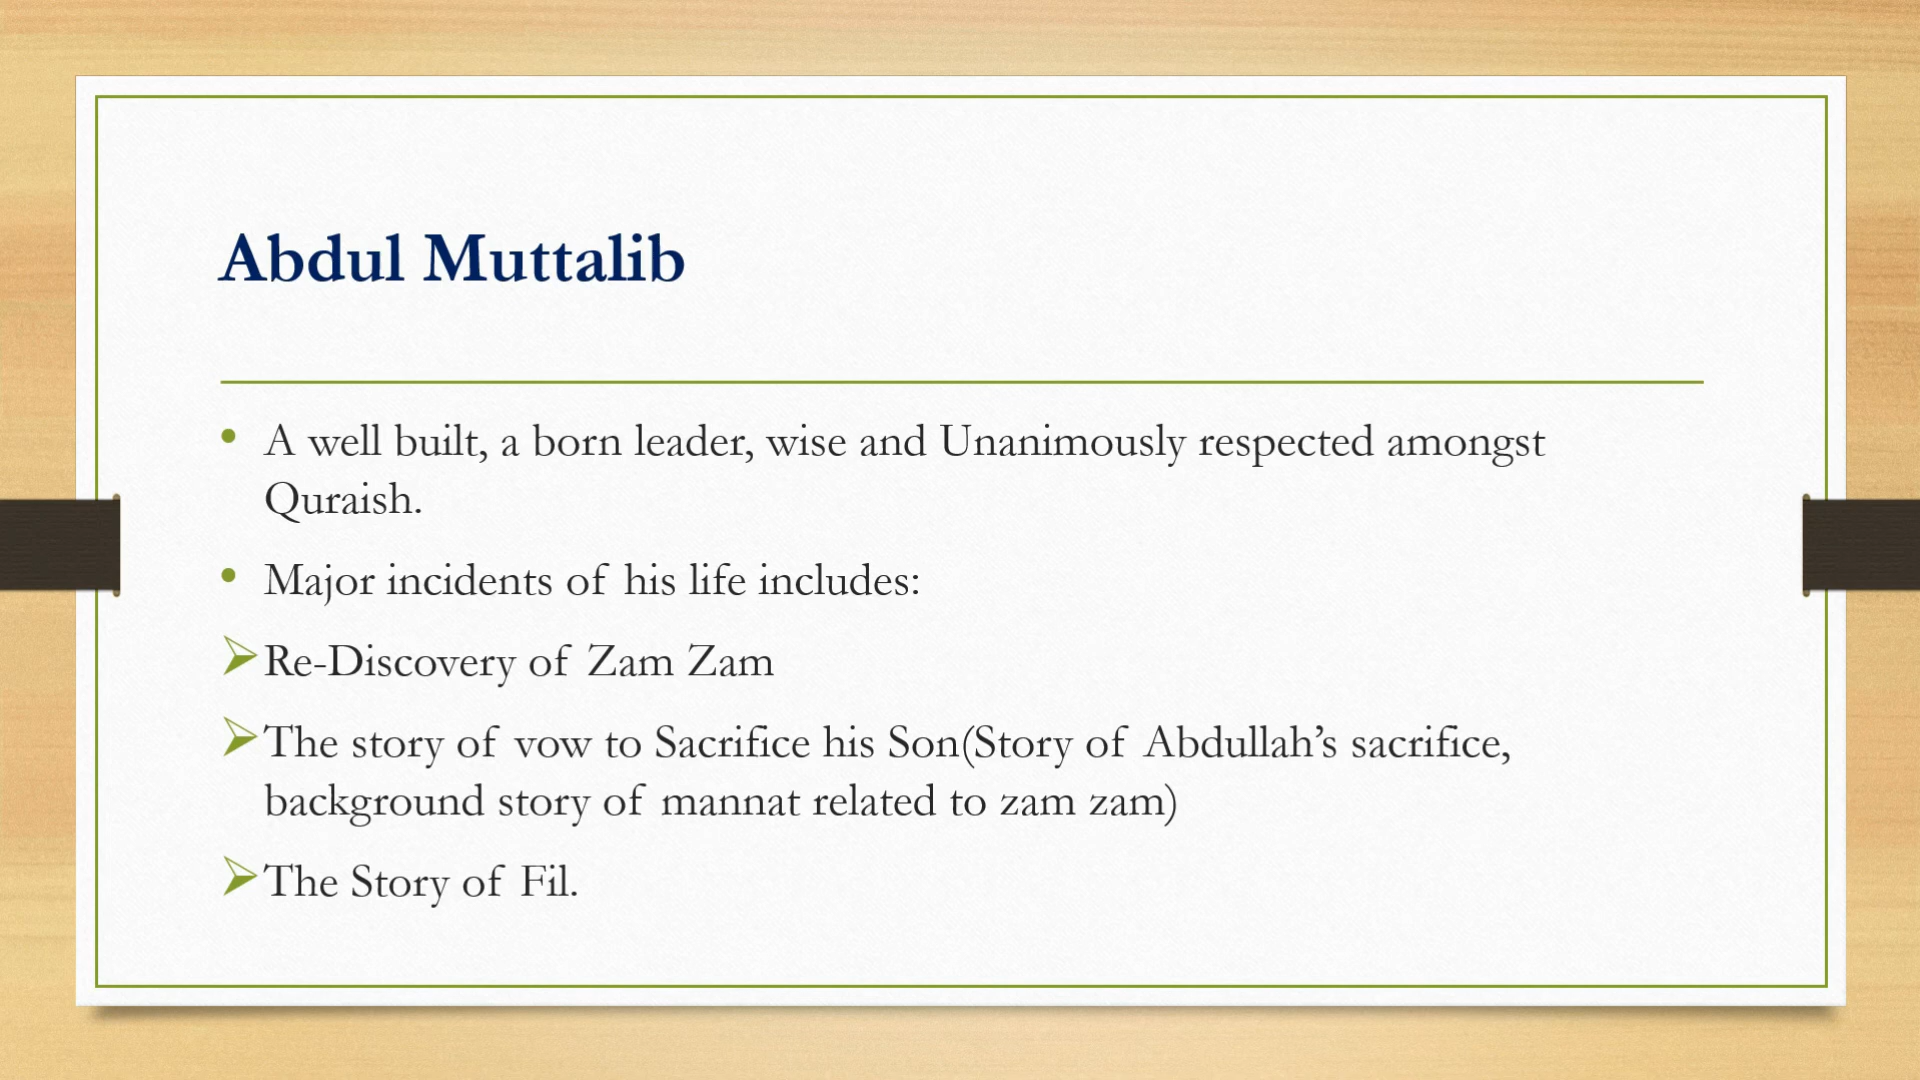 Abdul Muttalib
• A well built, a born leader, wise and Unanimously respected amongst
Quraish.
• Major incidents of his life includes:
➢Re-Discovery of Zam Zam
➢The story of vow to Sacrifice his Son(Story of Abdullah’s sacrifice,
background story of mannat related to zam zam)
➢The Story of Fil.